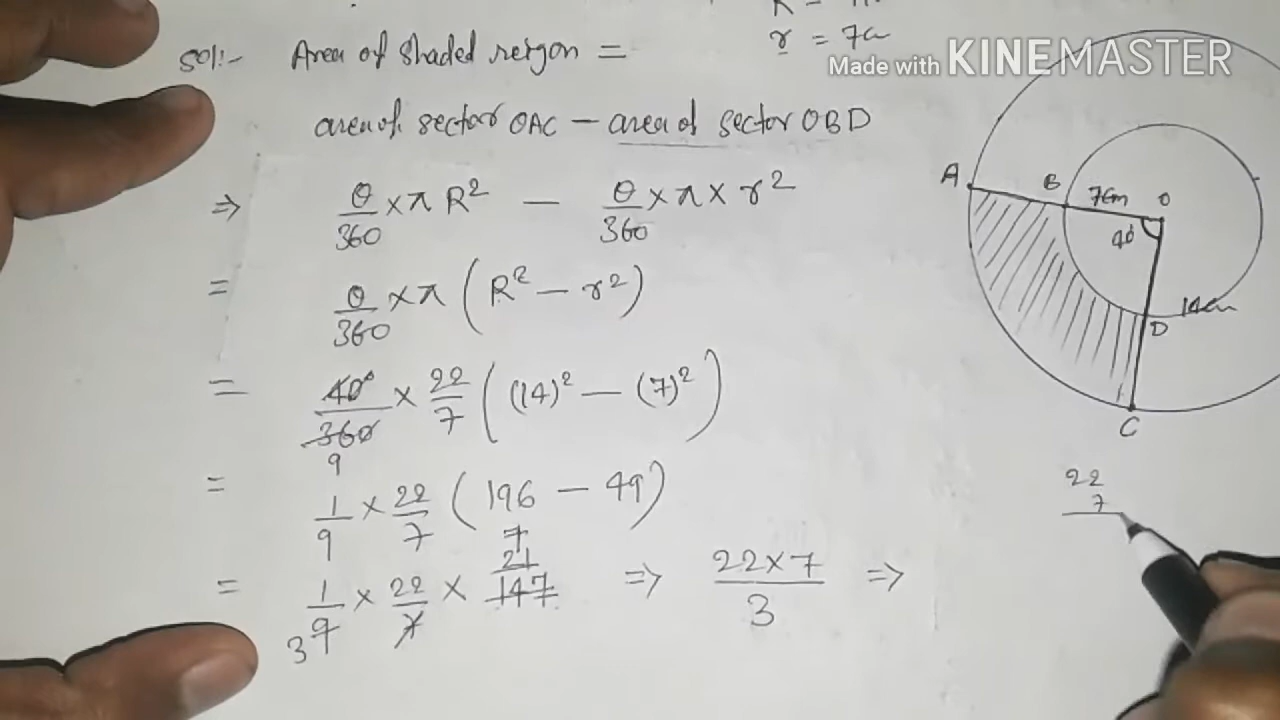 r = 7c
Made with KINEMASTER
sol:- Area of shaded reigon =
area of sector OAC - area of sector OBD
⇒ θ/360 × π R² - θ/360 × π × r²
= θ/360 × π ( R² - r² )
= 40°/360 9 × 22/7 ( (14)² - (7)² )
= 1/9 × 22/7 ( 196 - 49 )
= 1/9 3 × 22/7 × 147 21 7 ⇒ 22×7/3 ⇒
A B 7cm O
40
14cm
D
C
22
7